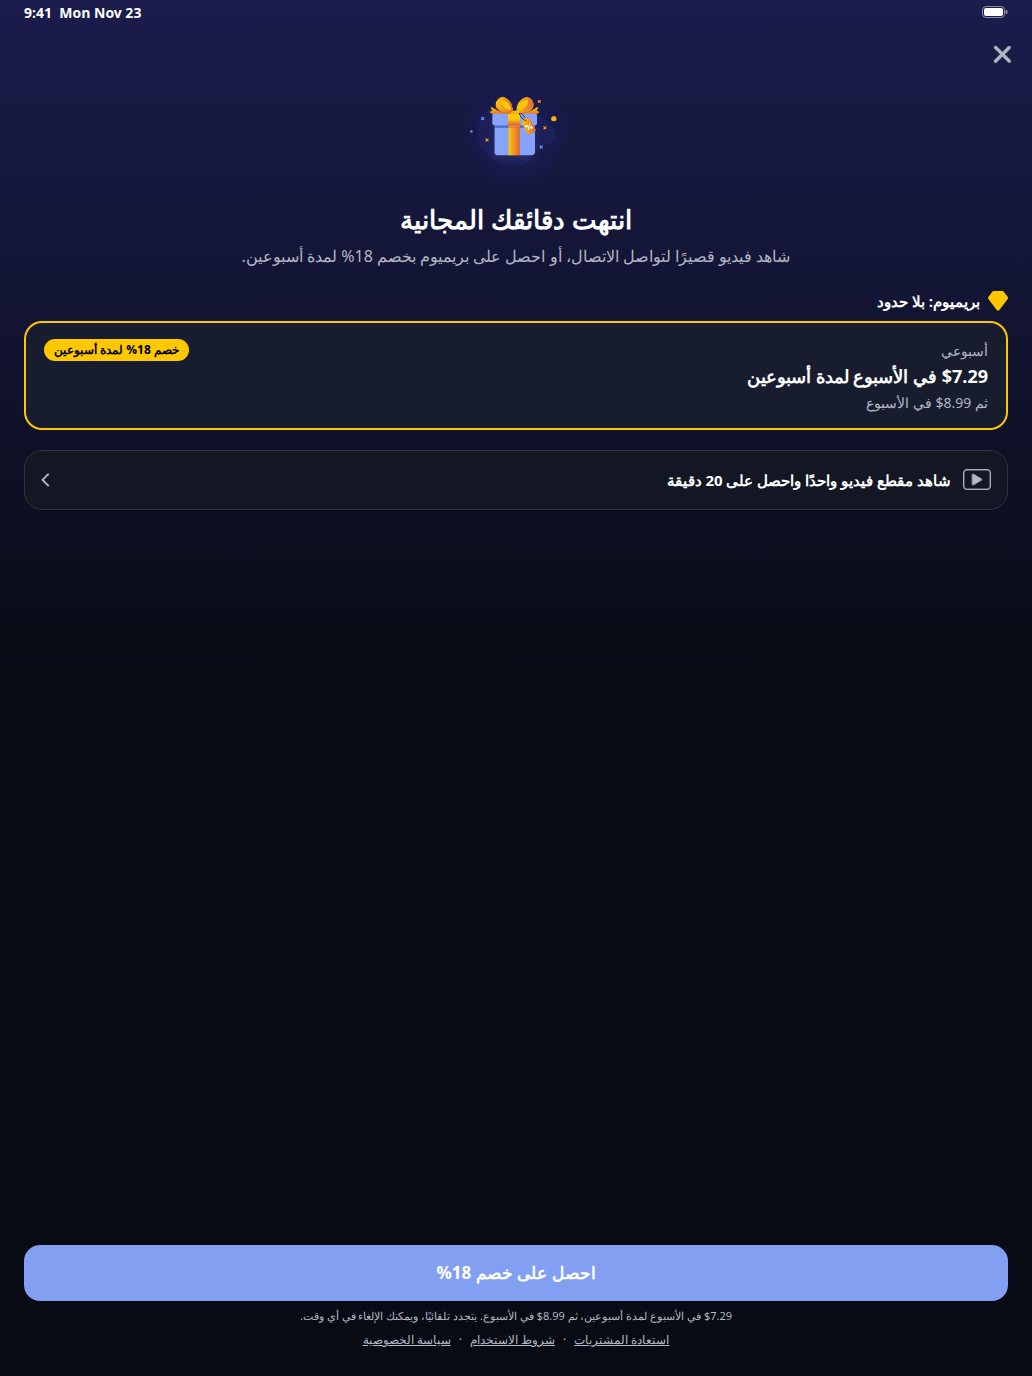 9:41 Mon Nov 23
انتهت دقائقك المجانية
شاهد فيديو قصيرًا لتواصل الاتصال، أو احصل على بريميوم بخصم 18% لمدة أسبوعين.
بريميوم: بلا حدود
أسبوعي
خصم 18% لمدة أسبوعين
$7.29 في الأسبوع لمدة أسبوعين
ثم 8.99$ في الأسبوع
شاهد مقطع فيديو واحدًا واحصل على 20 دقيقة
احصل على خصم 18%
$7.29 في الأسبوع لمدة أسبوعين، ثم 8.99$ في الأسبوع. يتجدد تلقائيًا، ويمكنك الإلغاء في أي وقت.
استعادة المشتريات · شروط الاستخدام · سياسة الخصوصية